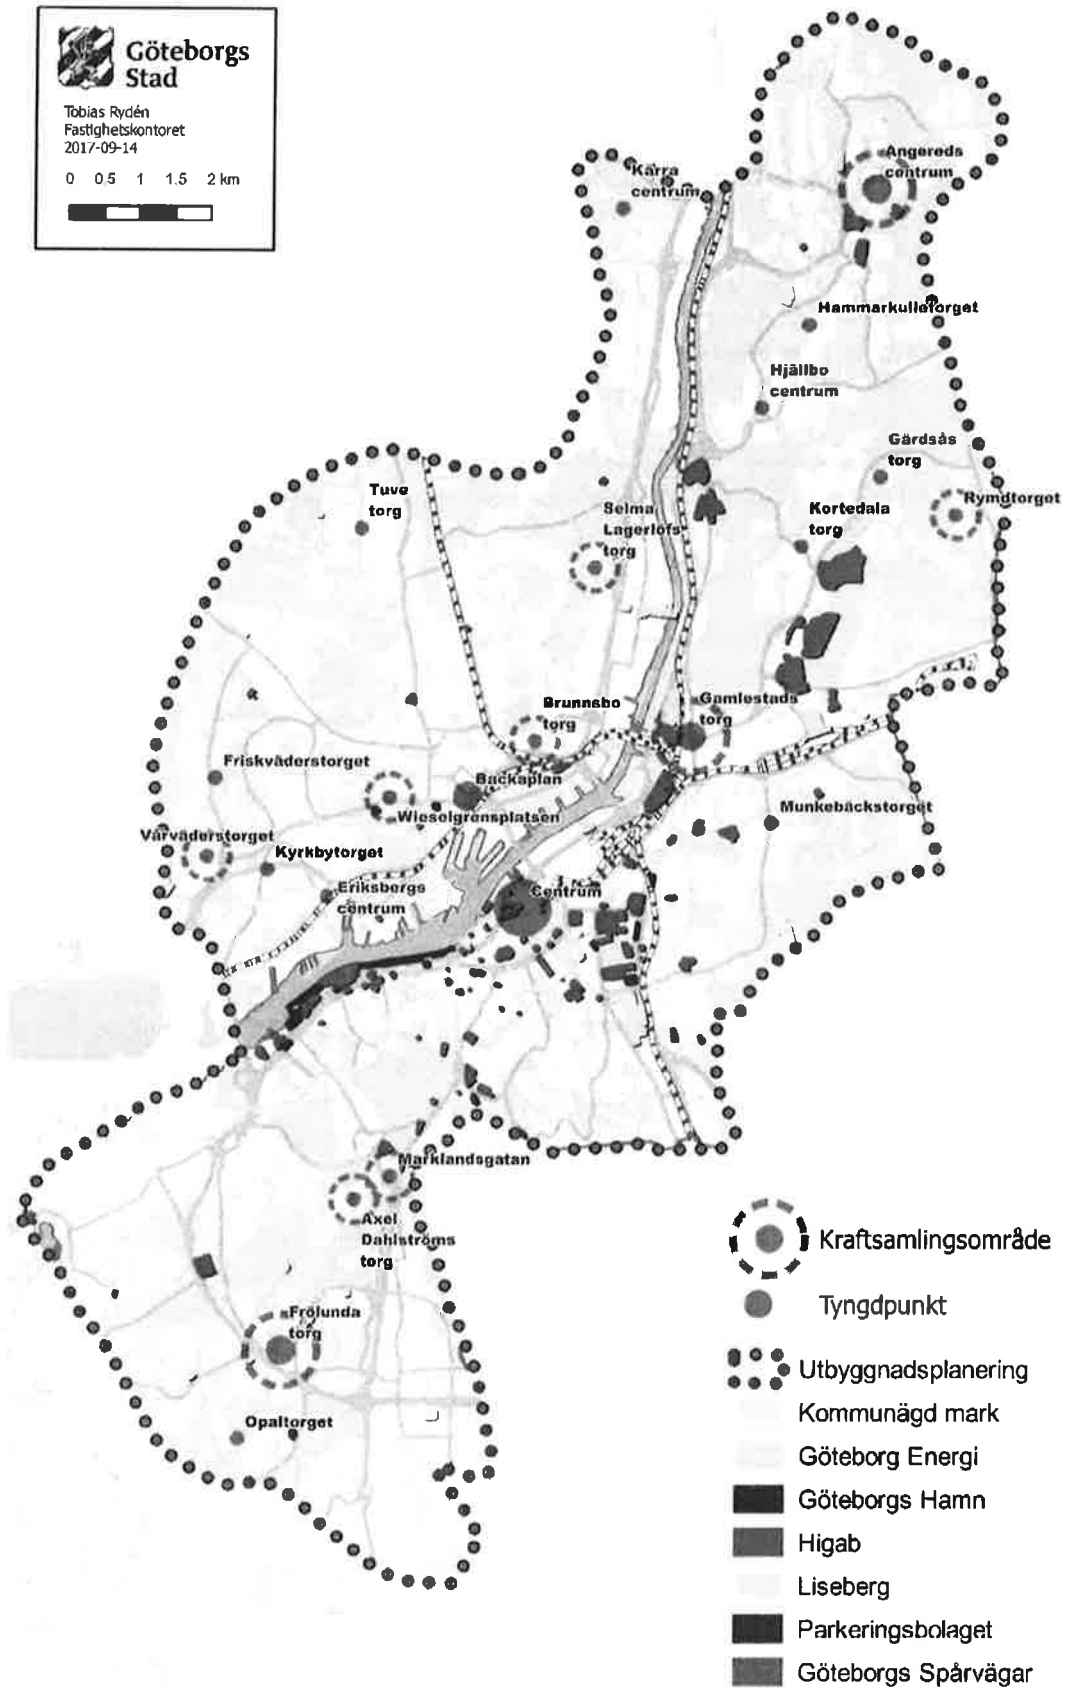 Göteborgs
Stad
Tobias Rydén
Fastighetskontoret
2017-09-14
0 0,5 1 1,5 2 km
Angereds
centrum
Kärra
centrum
Hammarkulletorget
Hjällbo
centrum
Gärdsås
torg
Rymdtorget
Tuve
torg
Selma
Lagerlöfs
torg
Kortedala
torg
Brunnsbo
torg
Gamlestads
torg
Friskväderstorget
Backaplan
Wieselgrensplatsen
Munkebäckstorget
Vårväderstorget
Kyrkbytorget
Eriksbergs
centrum
Centrum
Marklandsgatan
Axel
Dahlströms
torg
Frölunda
torg
Opaltorget
Kraftsamlingsområde
Tyngdpunkt
Utbyggnadsplanering
Kommunägd mark
Göteborg Energi
Göteborgs Hamn
Higab
Liseberg
Parkeringsbolaget
Göteborgs Spårvägar